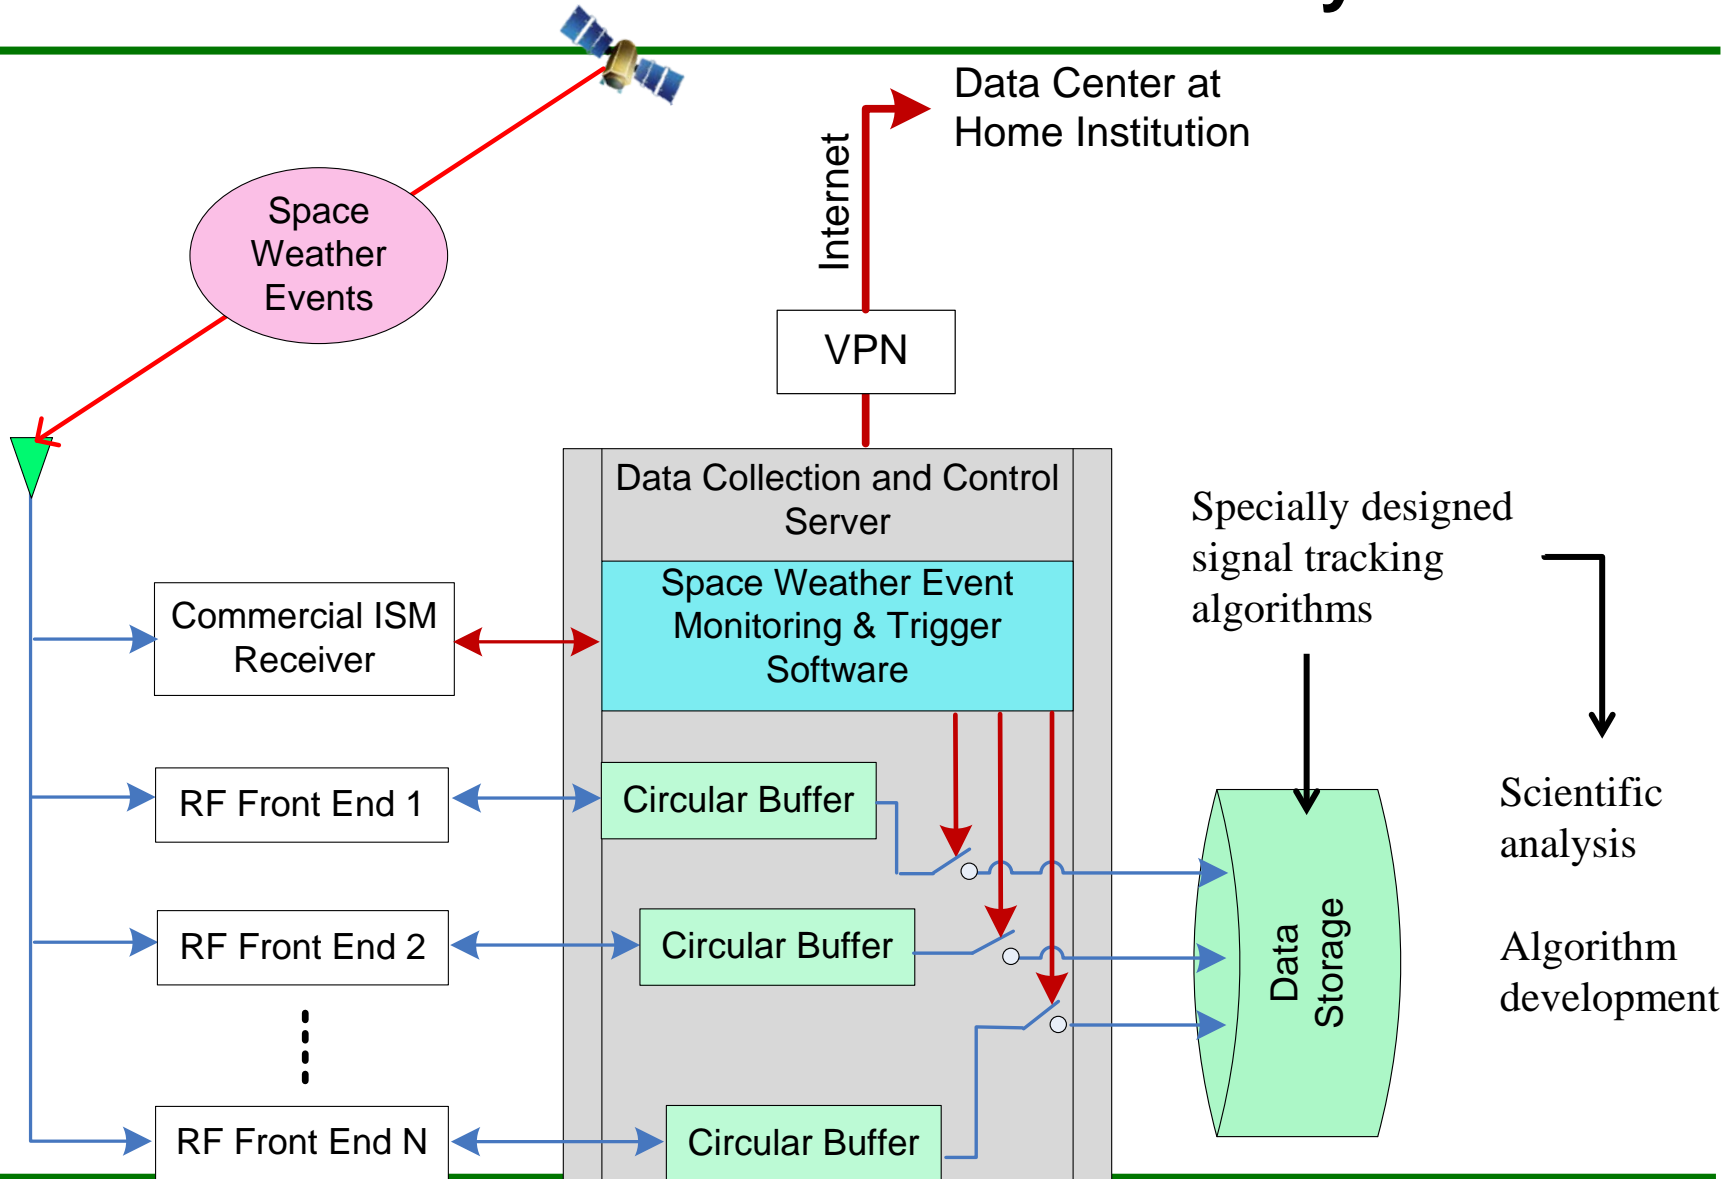 Data Center at
Home Institution
Internet
Space
Weather
Events
VPN
Data Collection and Control
Server
Space Weather Event
Monitoring & Trigger
Software
Specially designed
signal tracking
algorithms
Commercial ISM
Receiver
RF Front End 1
Circular Buffer
Scientific
analysis
RF Front End 2
Circular Buffer
Data
Storage
Algorithm
development
RF Front End N
Circular Buffer